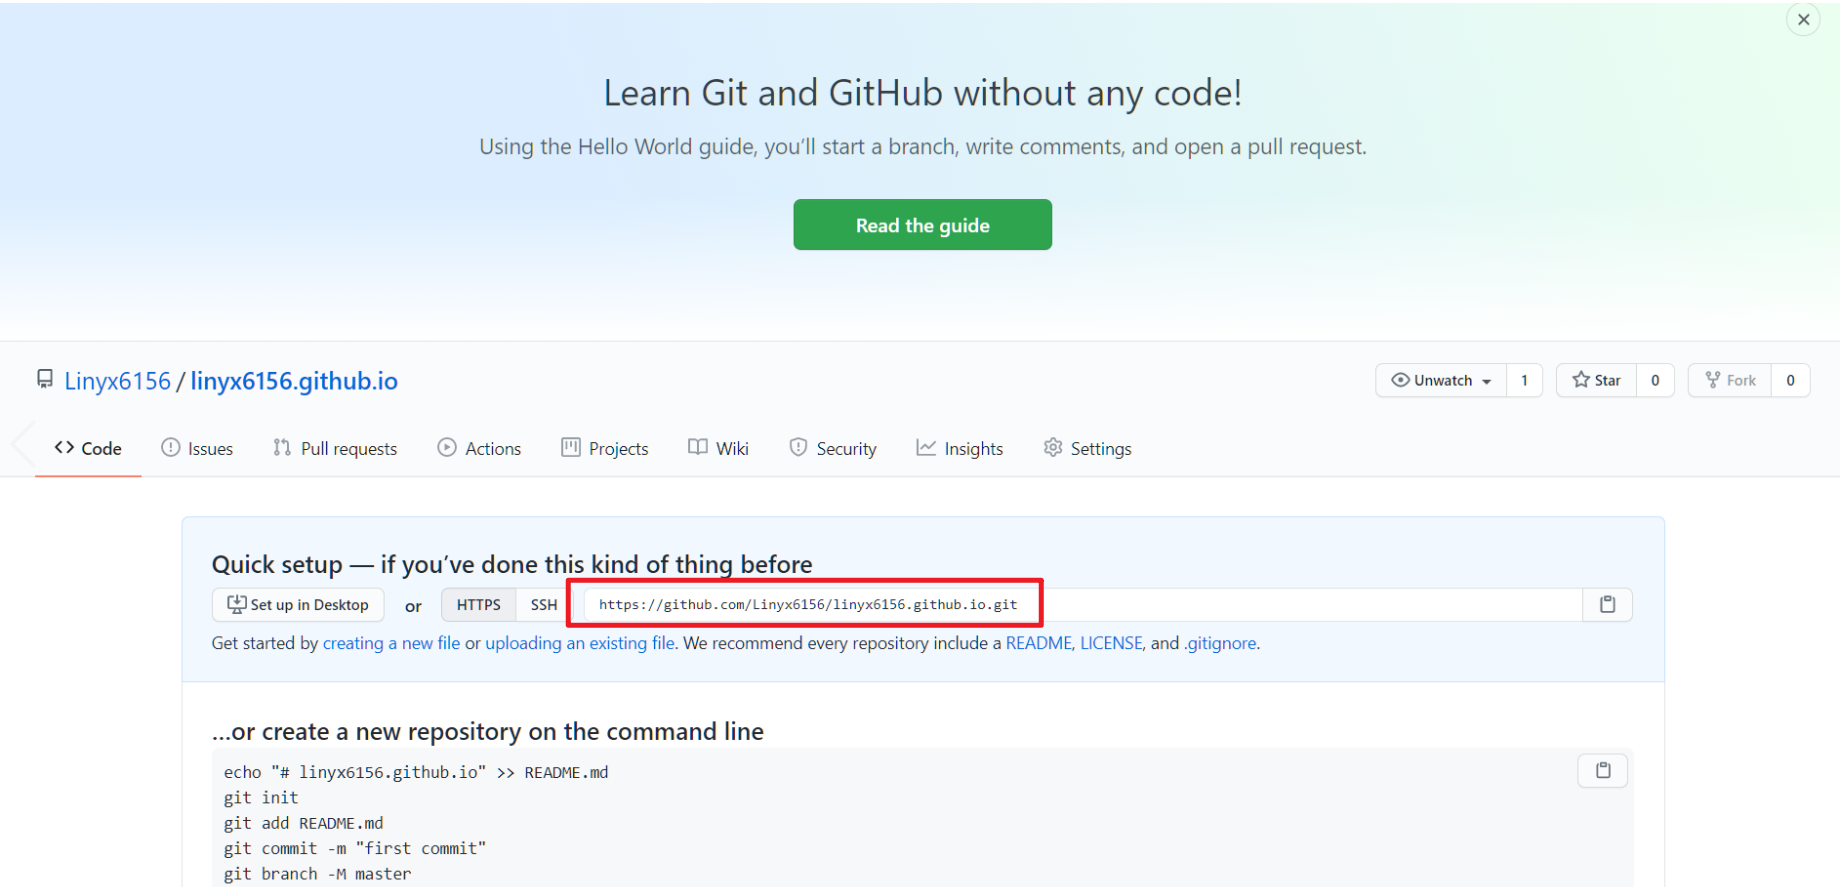 Learn Git and GitHub without any code!
Using the Hello World guide, you’ll start a branch, write comments, and open a pull request.
Read the guide
Linyx6156 / linyx6156.github.io
Unwatch 1 Star 0 Fork 0
Code Issues Pull requests Actions Projects Wiki Security Insights Settings
Quick setup — if you’ve done this kind of thing before
Set up in Desktop or HTTPS SSH https://github.com/Linyx6156/linyx6156.github.io.git
Get started by creating a new file or uploading an existing file. We recommend every repository include a README, LICENSE, and .gitignore.
…or create a new repository on the command line
echo "# linyx6156.github.io" >> README.md
git init
git add README.md
git commit -m "first commit"
git branch -M master